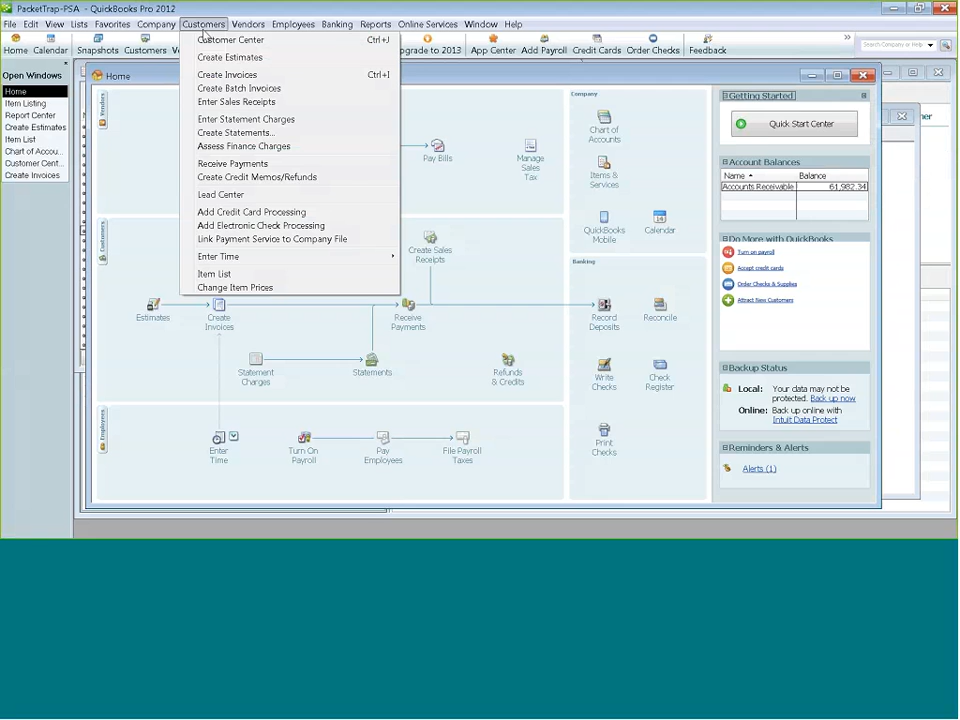 PacketTrap-PSA - QuickBooks Pro 2012
File Edit View Lists Favorites Company Customers Vendors Employees Banking Reports Online Services Window Help
Home Calendar Snapshots Customers upgrade to 2013 App Center Add Payroll Credit Cards Order Checks Feedback
Search Company or Help
Open Windows
Home
Item Listing
Report Center
Create Estimates
Item List
Chart of Accou...
Customer Cent...
Create Invoices
Customer Center Ctrl+J
Create Estimates
Create Invoices Ctrl+I
Create Batch Invoices
Enter Sales Receipts
Enter Statement Charges
Create Statements...
Assess Finance Charges
Receive Payments
Create Credit Memos/Refunds
Lead Center
Add Credit Card Processing
Add Electronic Check Processing
Link Payment Service to Company File
Enter Time
Item List
Change Item Prices
Home
Vendors
Pay Bills
Manage Sales Tax
Customers
Create Sales Receipts
Estimates
Create Invoices
Receive Payments
Statement Charges
Statements
Refunds & Credits
Employees
Enter Time
Turn On Payroll
Pay Employees
File Payroll Taxes
Company
Chart of Accounts
Items & Services
QuickBooks Mobile
Calendar
Banking
Record Deposits
Reconcile
Write Checks
Check Register
Print Checks
Getting Started
Quick Start Center
Account Balances
Name Balance
Accounts Receivable 61,982.34
Do More with QuickBooks
Turn on payroll
Accept credit cards
Order Checks & Supplies
Attract New Customers
Backup Status
Local: Your data may not be protected. Back up now
Online: Back up online with Intuit Data Protect
Reminders & Alerts
Alerts (1)